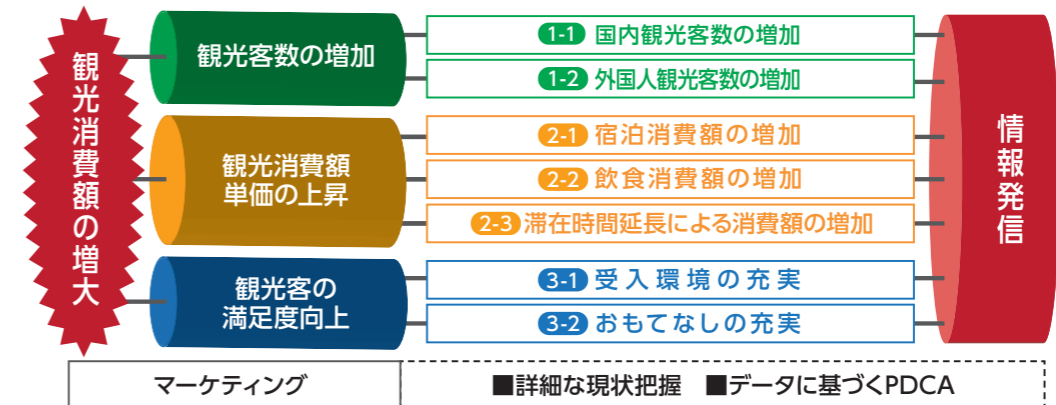 観光消費額の増大
観光客数の増加
1-1 国内観光客数の増加
1-2 外国人観光客数の増加
観光消費額
単価の上昇
2-1 宿泊消費額の増加
2-2 飲食消費額の増加
2-3 滞在時間延長による消費額の増加
観光客の
満足度向上
3-1 受入環境の充実
3-2 おもてなしの充実
情報発信
マーケティング
■詳細な現状把握 ■データに基づくPDCA